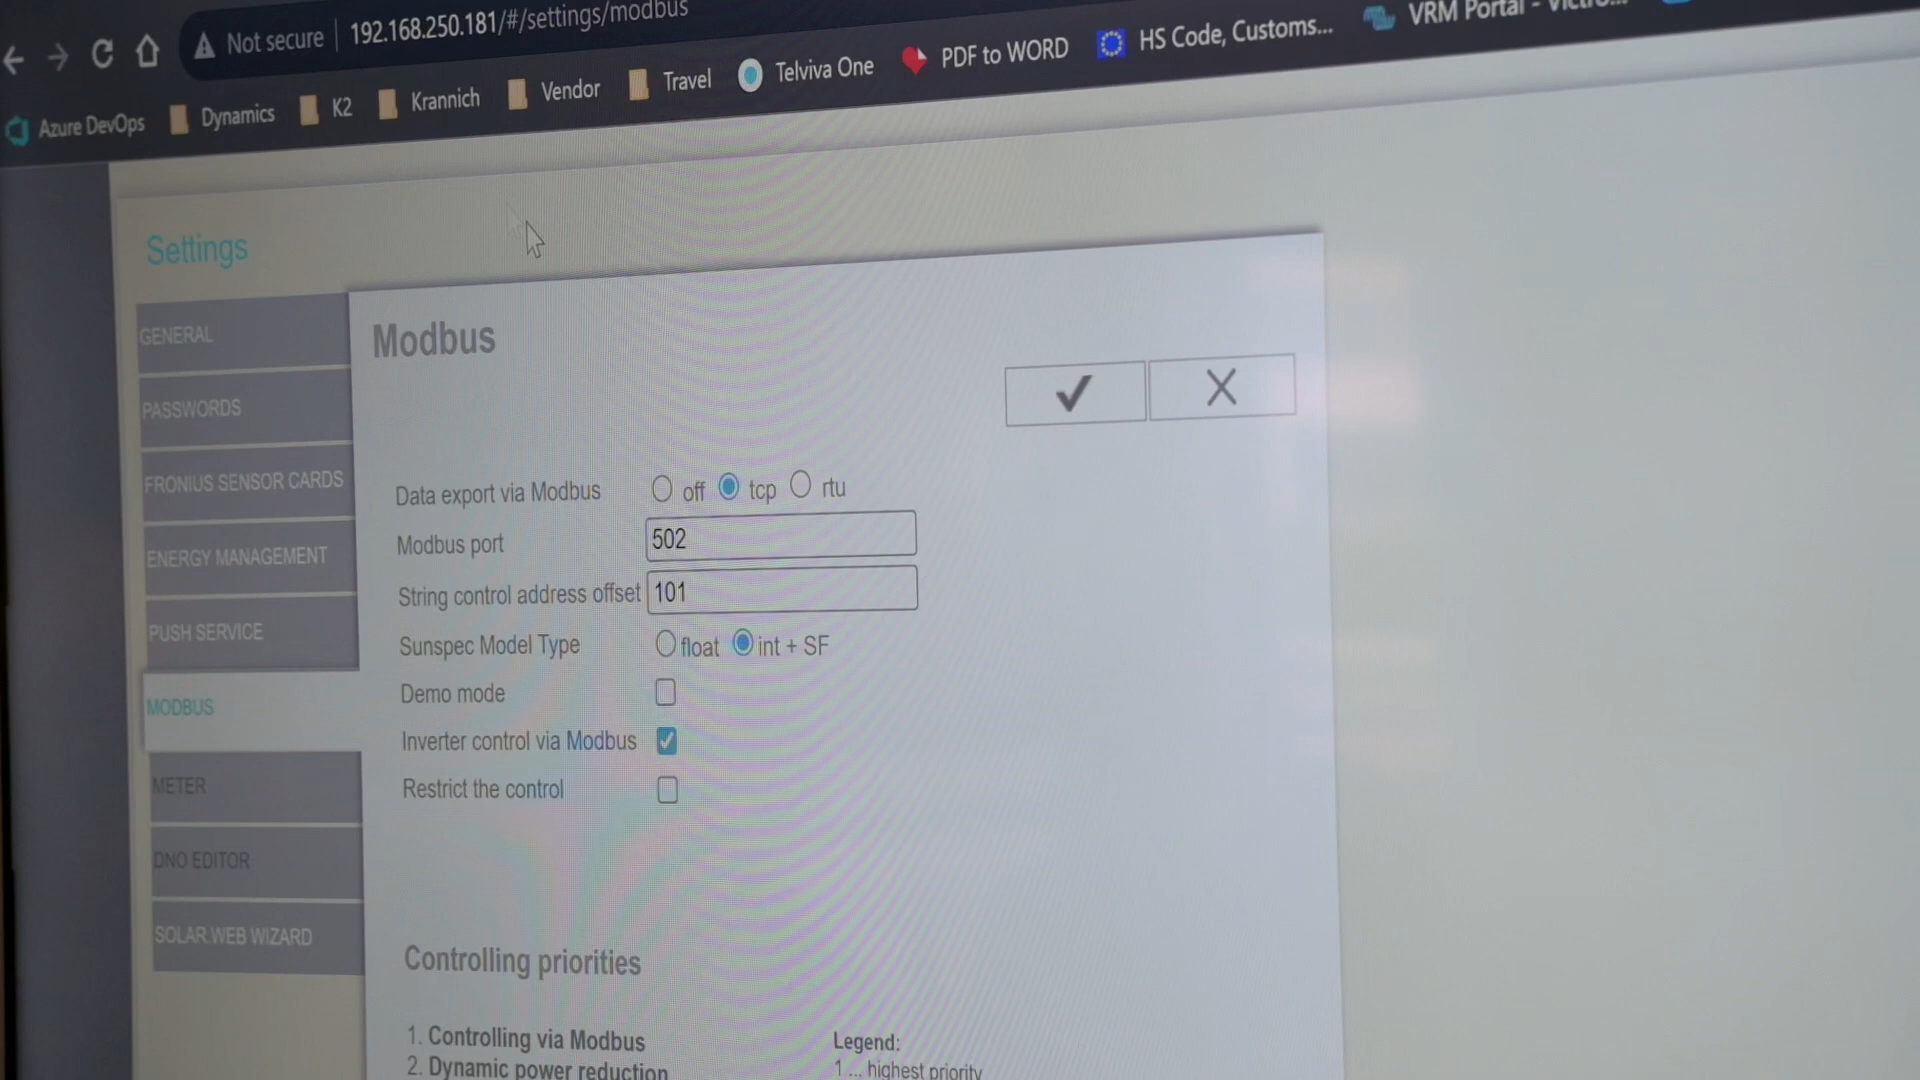 Not secure 192.168.250.181/#/settings/modbus
Azure DevOps Dynamics K2 Krannich Vendor Travel Telviva One PDF to WORD HS Code, Customs... VRM Portal -
Settings
GENERAL
PASSWORDS
FRONIUS SENSOR CARDS
ENERGY MANAGEMENT
PUSH SERVICE
MODBUS
METER
DNO EDITOR
SOLAR.WEB WIZARD
Modbus
Data export via Modbus off tcp rtu
Modbus port 502
String control address offset 101
Sunspec Model Type float int + SF
Demo mode
Inverter control via Modbus
Restrict the control
Controlling priorities
1. Controlling via Modbus
2. Dynamic power reduction
Legend:
1 ... highest priority